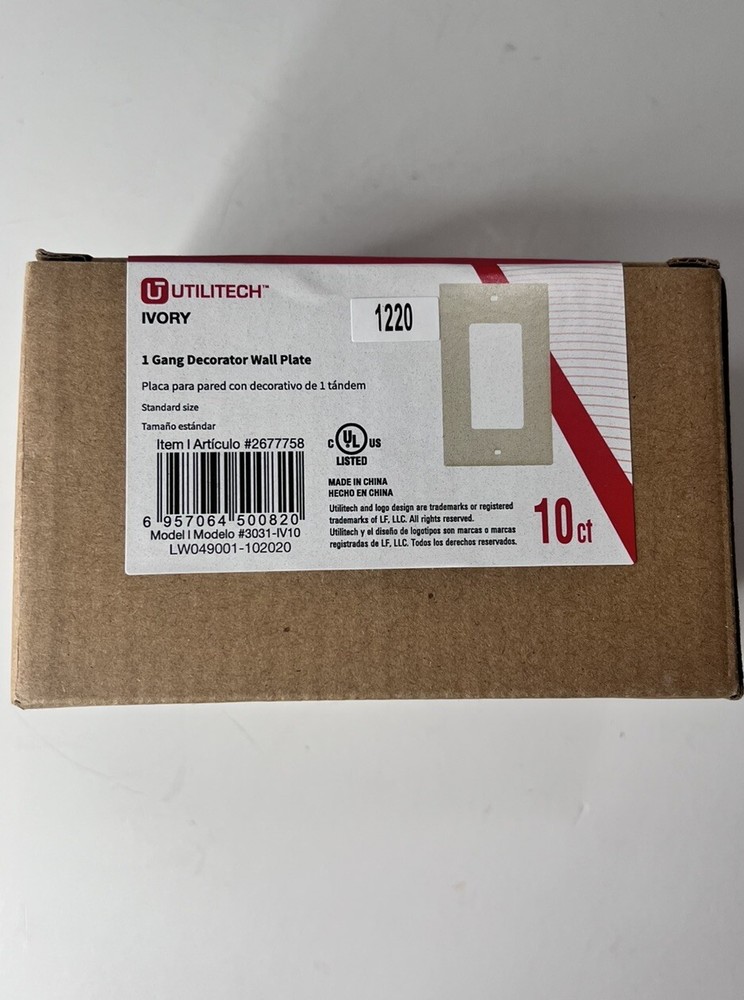 UTILITECH™
IVORY
1220
1 Gang Decorator Wall Plate
Placa para pared con decorativo de 1 tándem
Standard size
Tamaño estándar
Item | Artículo #2677758
6 957064 500820
Model | Modelo #3031-IV10
LW049001-102020
C UL US
LISTED
MADE IN CHINA
HECHO EN CHINA
Utilitech and logo design are trademarks or registered
trademarks of LF, LLC. All rights reserved.
Utilitech y el diseño de logotipos son marcas o marcas
registradas de LF, LLC. Todos los derechos reservados.
10 ct